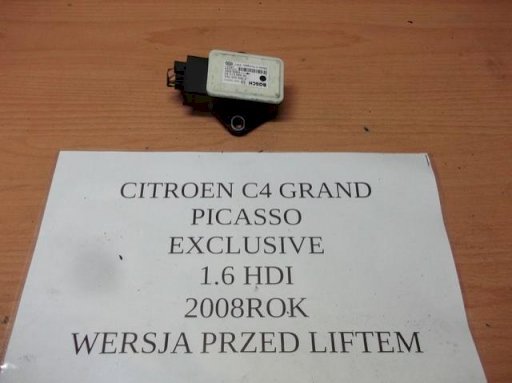 BOSCH
CITROEN C4 GRAND
PICASSO
EXCLUSIVE
1.6 HDI
2008ROK
WERSJA PRZED LIFTEM